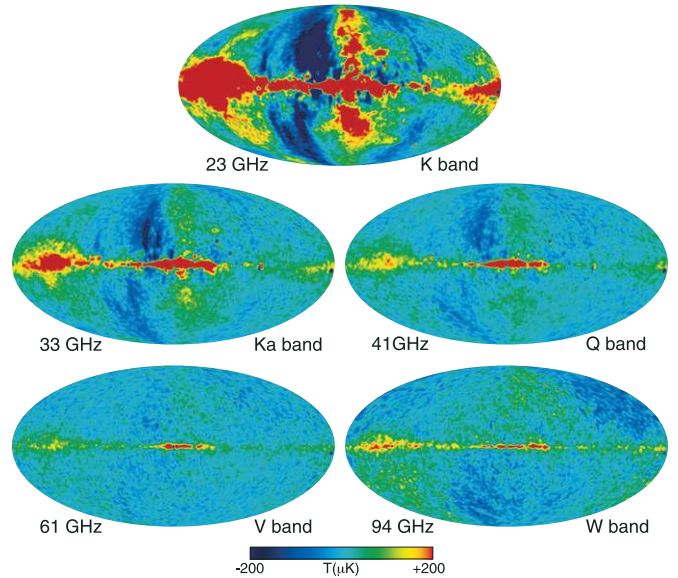 23 GHz K band
33 GHz Ka band
41GHz Q band
61 GHz V band
94 GHz W band
-200 T(μK) +200